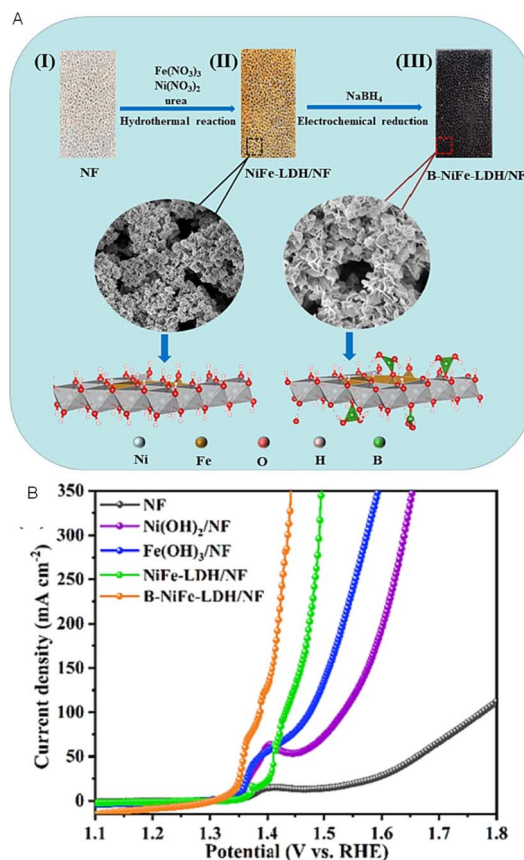 A
(I)
(II)
(III)
Fe(NO₃)₃
Ni(NO₃)₂
urea
Hydrothermal reaction
NaBH₄
Electrochemical reduction
NF
NiFe-LDH/NF
B-NiFe-LDH/NF
Ni
Fe
O
H
B
B
350
300
250
200
150
100
50
0
Current density (mA cm⁻²)
NF
Ni(OH)₂/NF
Fe(OH)₃/NF
NiFe-LDH/NF
B-NiFe-LDH/NF
1.1
1.2
1.3
1.4
1.5
1.6
1.7
1.8
Potential (V vs. RHE)